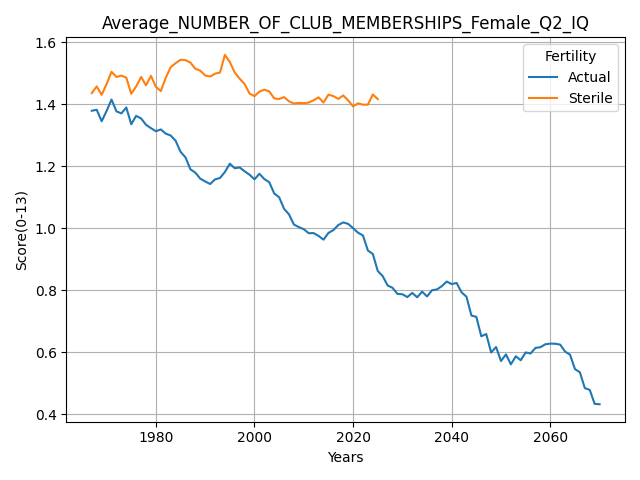 Average_NUMBER_OF_CLUB_MEMBERSHIPS_Female_Q2_IQ
Fertility
Actual
Sterile
Score(0-13)
1.6
1.4
1.2
1.0
0.8
0.6
0.4
1980 2000 2020 2040 2060
Years